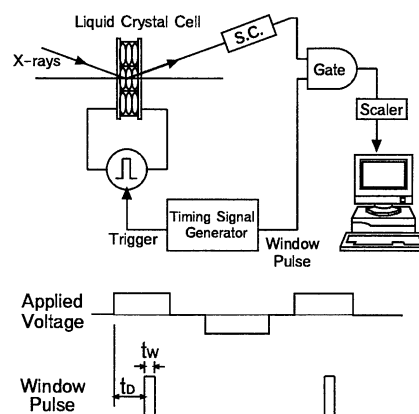 Liquid Crystal Cell
X-rays
S.C.
Gate
Scaler
Trigger
Timing Signal
Generator
Window
Pulse
Applied
Voltage
tW
tD
Window
Pulse